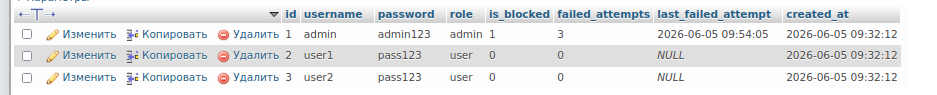 id username password role is_blocked failed_attempts last_failed_attempt created_at
Изменить Копировать Удалить 1 admin admin123 admin 1 3 2026-06-05 09:54:05 2026-06-05 09:32:12
Изменить Копировать Удалить 2 user1 pass123 user 0 0 NULL 2026-06-05 09:32:12
Изменить Копировать Удалить 3 user2 pass123 user 0 0 NULL 2026-06-05 09:32:12